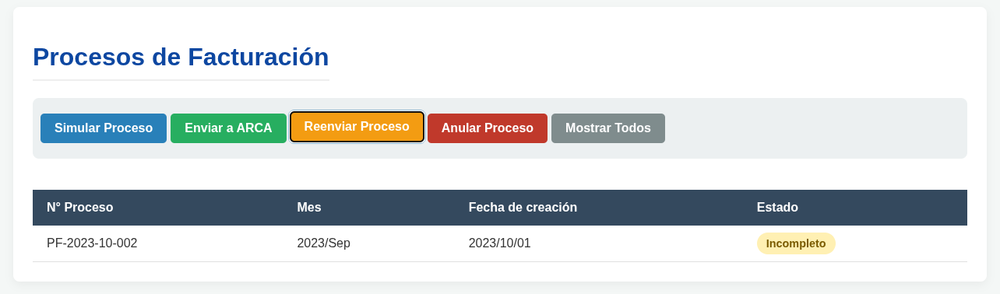 Procesos de Facturación
Simular Proceso Enviar a ARCA Reenviar Proceso Anular Proceso Mostrar Todos
N° Proceso Mes Fecha de creación Estado
PF-2023-10-002 2023/Sep 2023/10/01 Incompleto